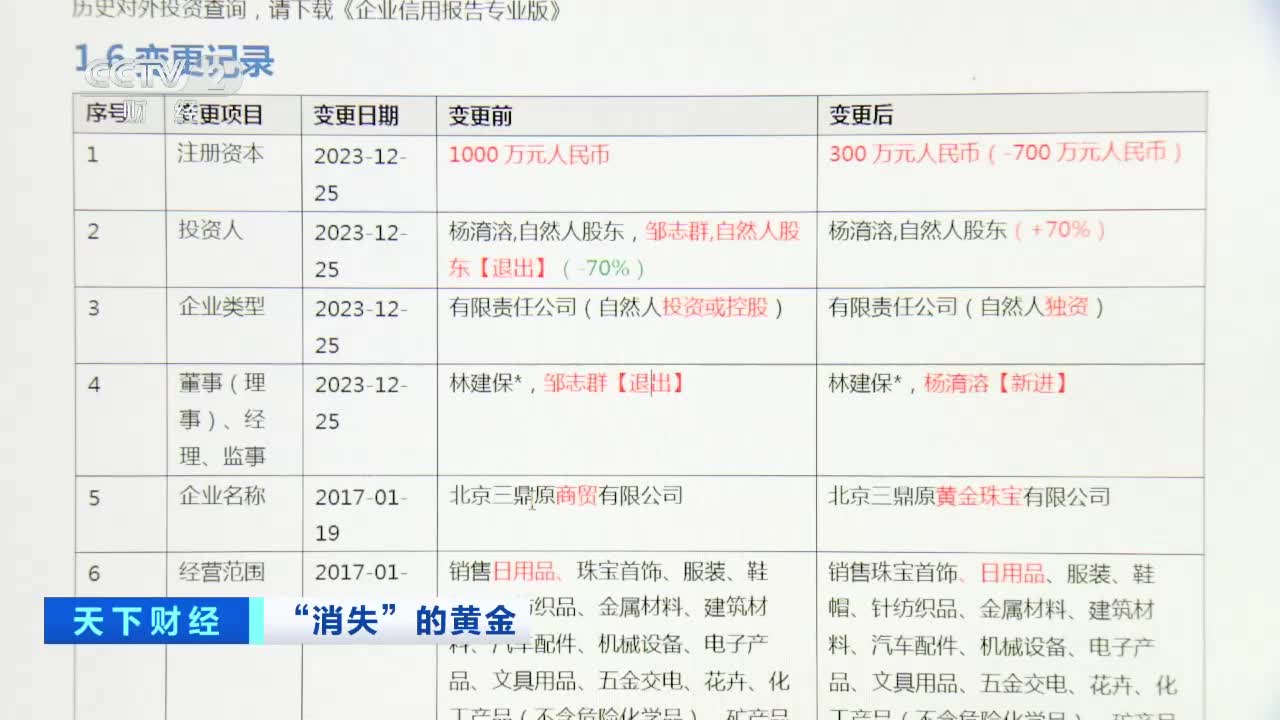 历史对外投资查询，请下载《企业信用报告专业版》
1.6 变更记录
CCTV 2
财 经
序号 变更项目 变更日期 变更前 变更后
1 注册资本 2023-12-25 1000 万元人民币 300 万元人民币（-700 万元人民币）
2 投资人 2023-12-25 杨淯溶,自然人股东，邹志群,自然人股东【退出】（-70%） 杨淯溶,自然人股东（+70%）
3 企业类型 2023-12-25 有限责任公司（自然人投资或控股） 有限责任公司（自然人独资）
4 董事（理事）、经理、监事 2023-12-25 林建保*，邹志群【退出】 林建保*，杨淯溶【新进】
5 企业名称 2017-01-19 北京三鼎原商贸有限公司 北京三鼎原黄金珠宝有限公司
6 经营范围 2017-01- 销售日用品、珠宝首饰、服装、鞋 销售珠宝首饰、日用品、服装、鞋
织品、金属材料、建筑材 帽、针纺织品、金属材料、建筑材
料、汽车配件、机械设备、电子产 料、汽车配件、机械设备、电子产
品、文具用品、五金交电、花卉、化 品、文具用品、五金交电、花卉、化
工产品（不含危险化学品）、矿产品 工产品（不含危险化学品）、矿产品
天下财经 “消失”的黄金